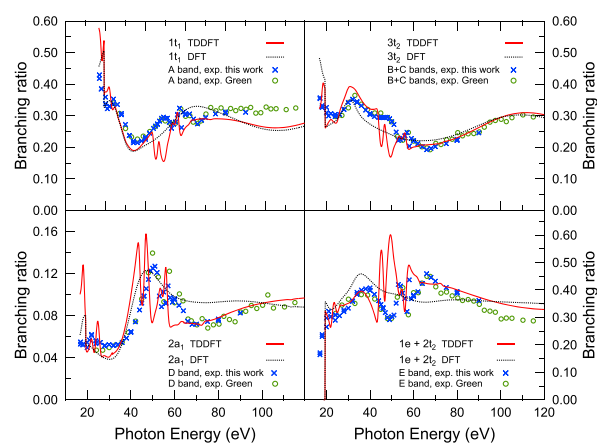 0.60
0.50
0.40
0.30
0.20
0.10
0.00
Branching ratio
1t1 TDDFT
1t1 DFT
A band, exp. this work
A band, exp. Green
3t2 TDDFT
3t2 DFT
B+C bands, exp. this work
B+C bands, exp. Green
0.60
0.50
0.40
0.30
0.20
0.10
0.00
Branching ratio
0.16
0.12
0.08
0.04
0.00
Branching ratio
2a1 TDDFT
2a1 DFT
D band, exp. this work
D band, exp. Green
1e + 2t2 TDDFT
1e + 2t2 DFT
E band, exp. this work
E band, exp. Green
0.60
0.50
0.40
0.30
0.20
0.10
0.00
Branching ratio
20 40 60 80 100
20 40 60 80 100 120
Photon Energy (eV)
Photon Energy (eV)